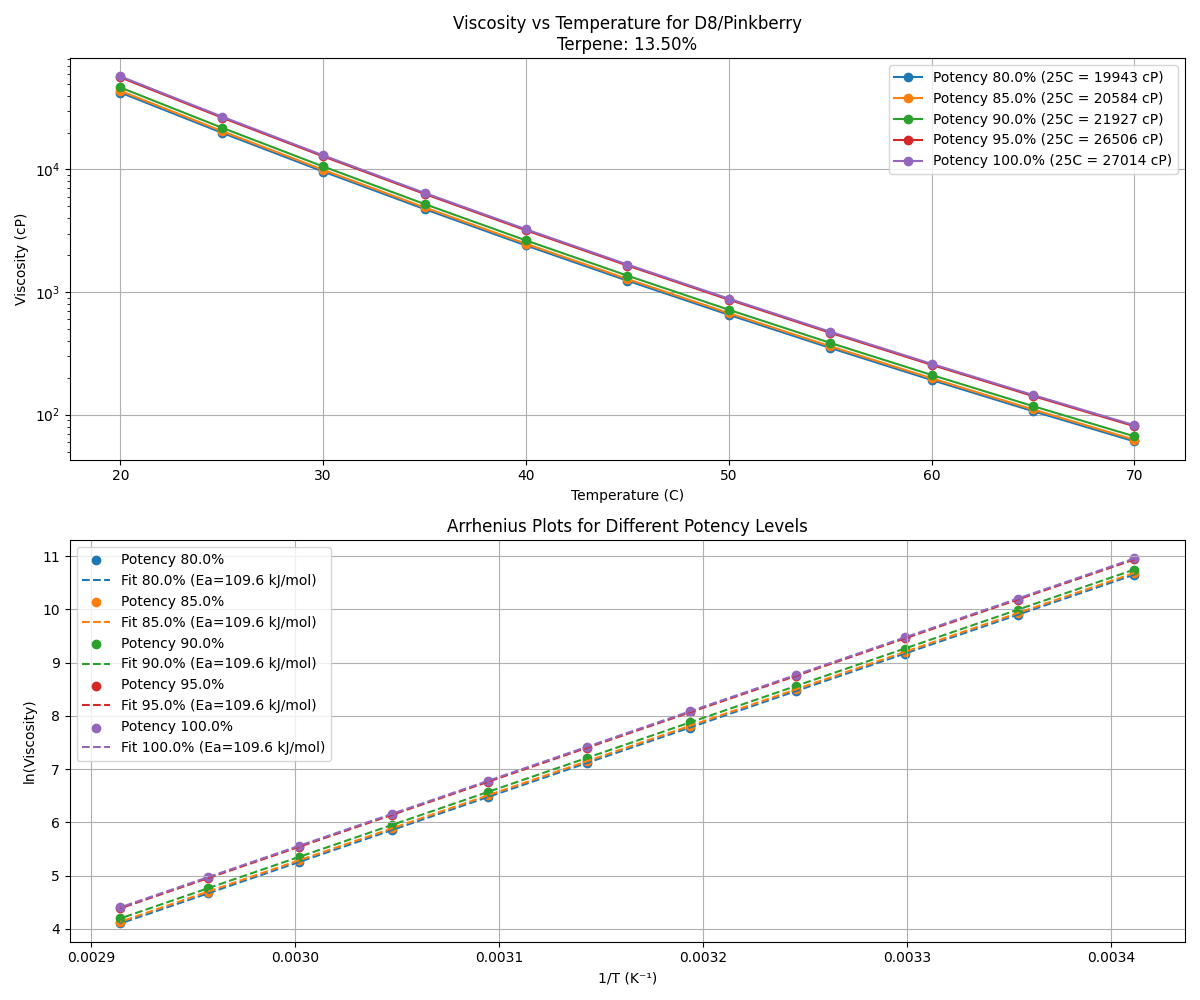 Viscosity vs Temperature for D8/Pinkberry
Terpene: 13.50%
Viscosity (cP)
10⁴
10³
10²
Potency 80.0% (25C = 19943 cP)
Potency 85.0% (25C = 20584 cP)
Potency 90.0% (25C = 21927 cP)
Potency 95.0% (25C = 26506 cP)
Potency 100.0% (25C = 27014 cP)
20 30 40 50 60 70
Temperature (C)
Arrhenius Plots for Different Potency Levels
ln(Viscosity)
11
10
9
8
7
6
5
4
Potency 80.0%
Fit 80.0% (Ea=109.6 kJ/mol)
Potency 85.0%
Fit 85.0% (Ea=109.6 kJ/mol)
Potency 90.0%
Fit 90.0% (Ea=109.6 kJ/mol)
Potency 95.0%
Fit 95.0% (Ea=109.6 kJ/mol)
Potency 100.0%
Fit 100.0% (Ea=109.6 kJ/mol)
0.0029 0.0030 0.0031 0.0032 0.0033 0.0034
1/T (K⁻¹)